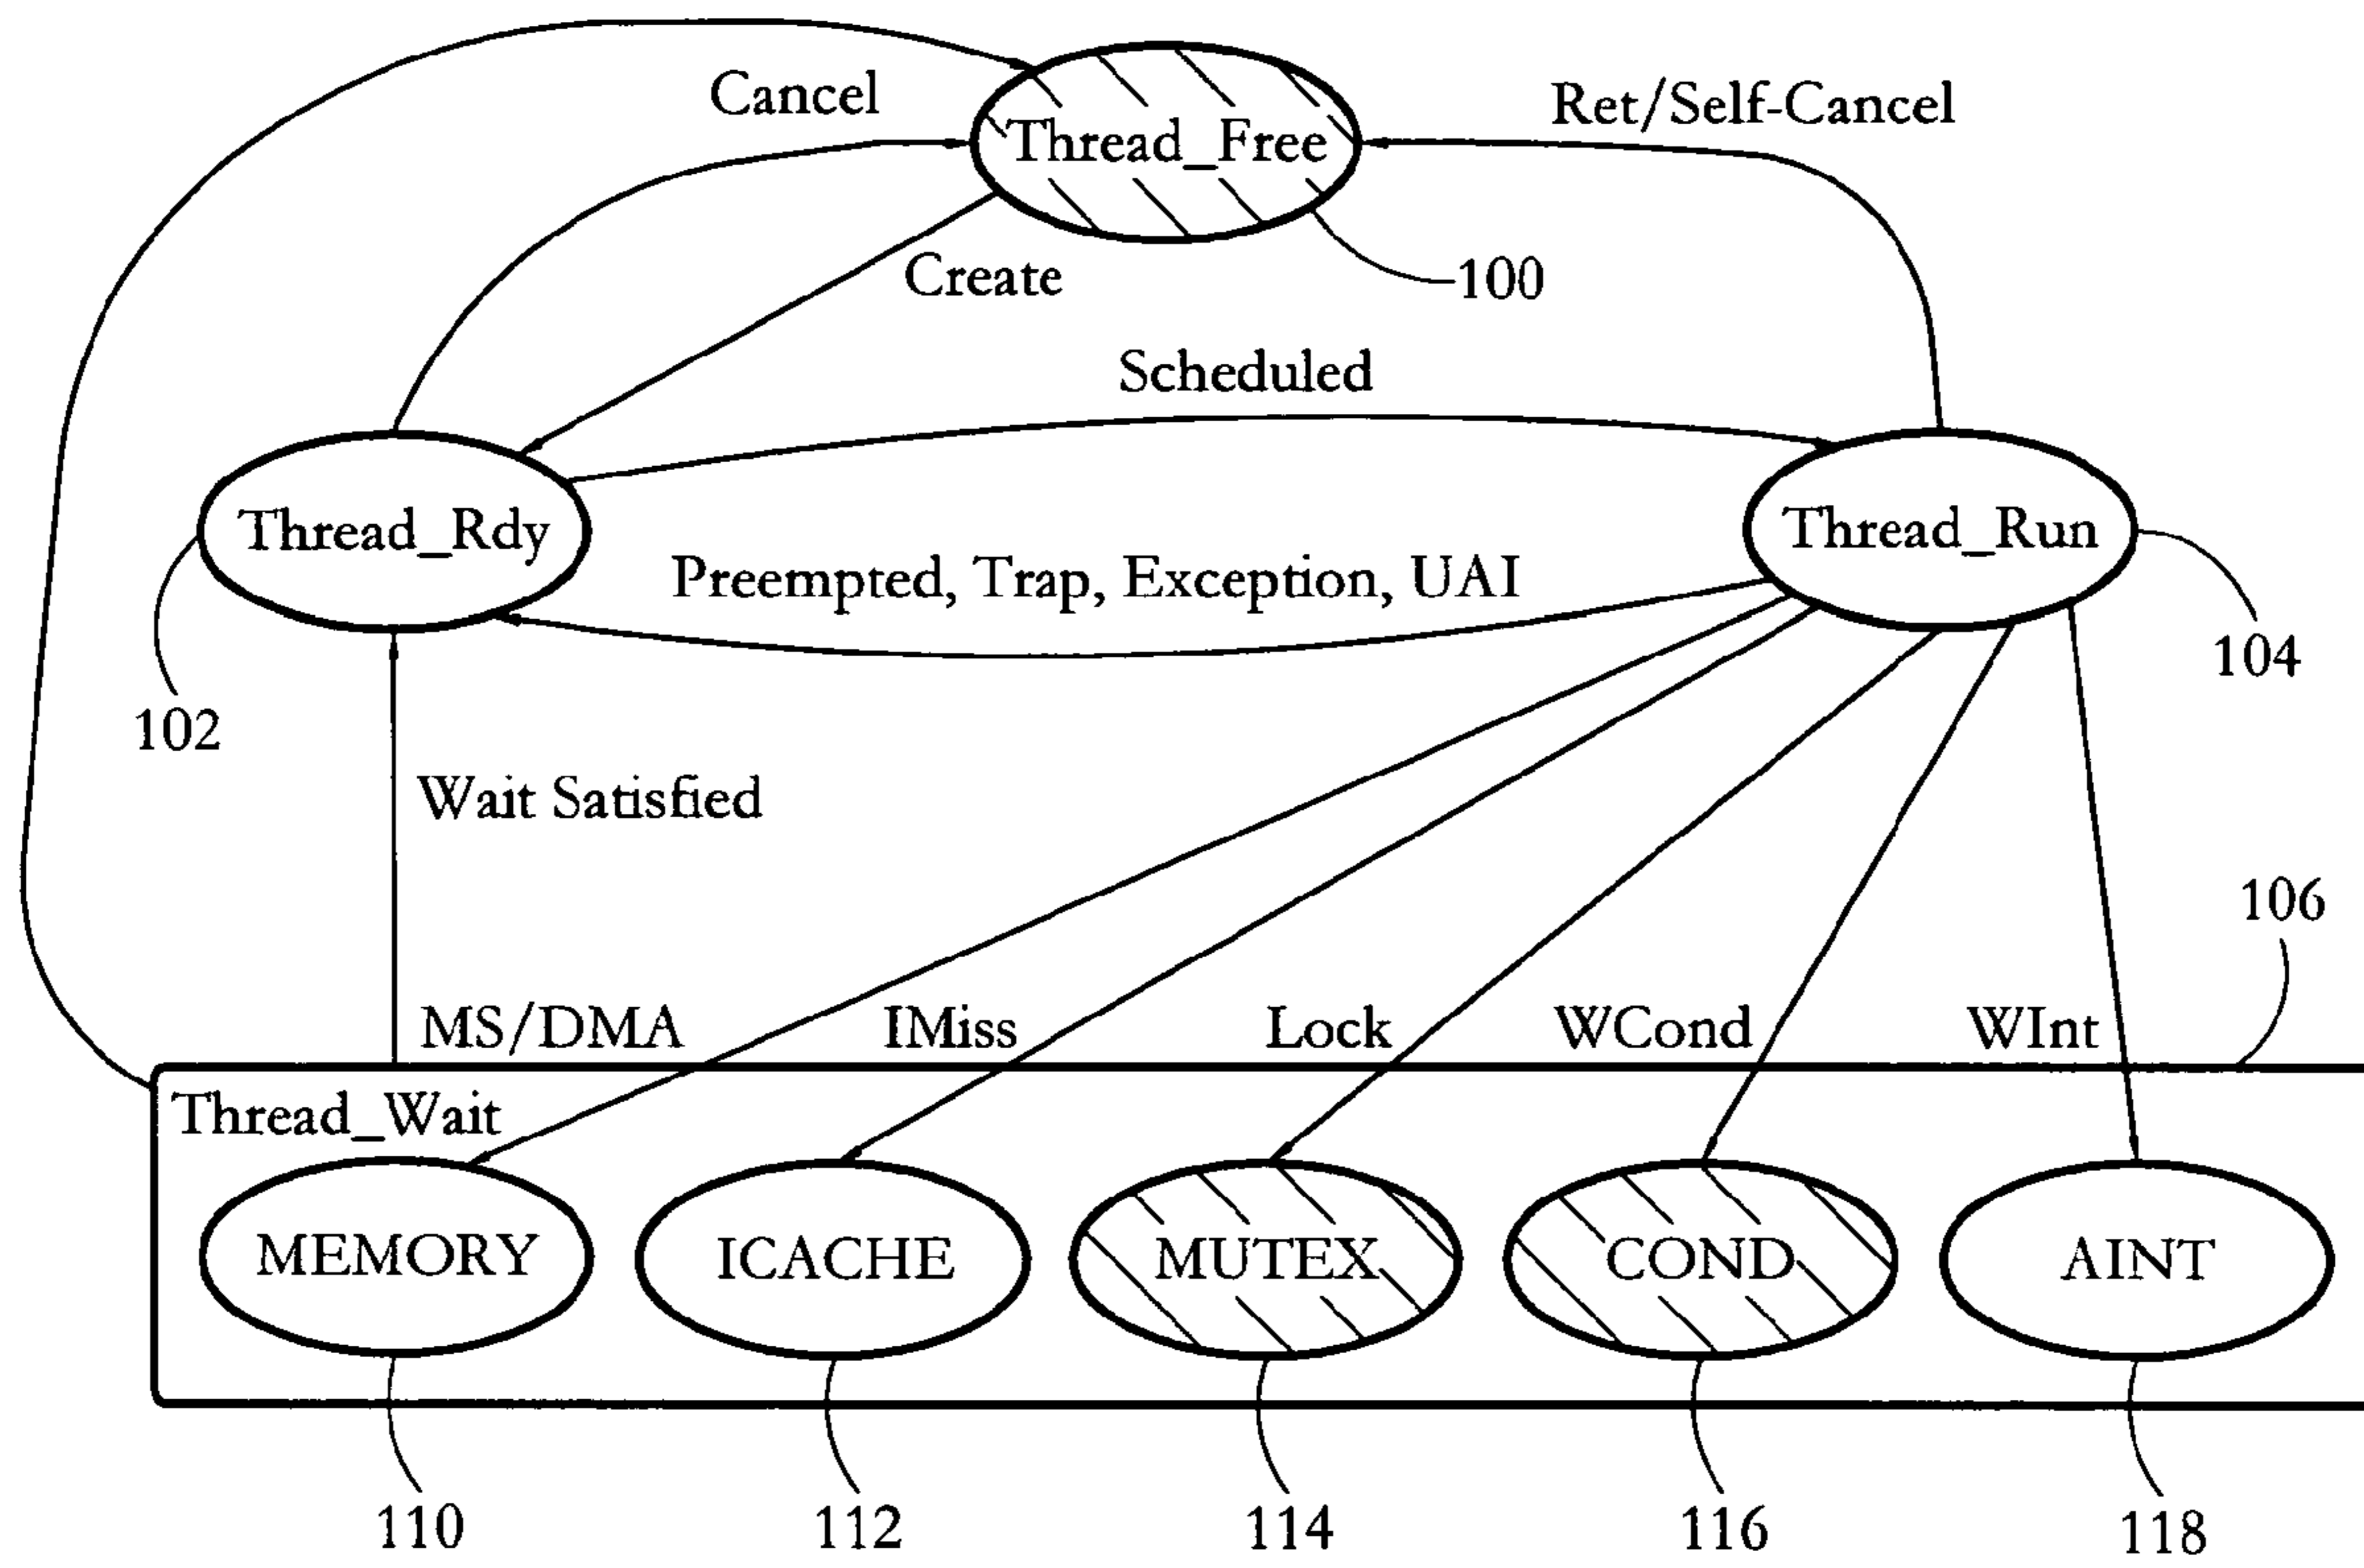 Cancel
Ret/Self-Cancel
Thread_Free
Create
100
Scheduled
Thread_Rdy
Thread_Run
Preempted, Trap, Exception, UAI
104
102
Wait Satisfied
106
MS/DMA
IMiss
Lock
WCond
WInt
Thread_Wait
MEMORY
ICACHE
MUTEX
COND
AINT
110
112
114
116
118